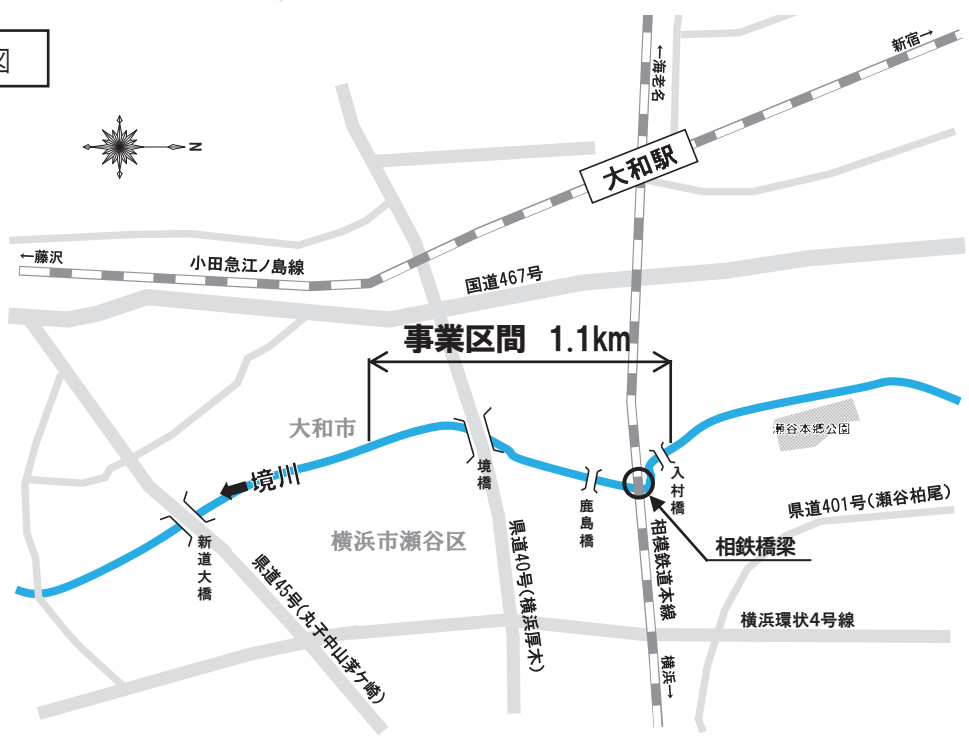 図
N
新宿→
←海老名
大和駅
←藤沢
小田急江ノ島線
国道467号
事業区間 1.1km
大和市
瀬谷本郷公園
境川
境橋
入村橋
鹿島橋
県道401号(瀬谷柏尾)
新道大橋
横浜市瀬谷区
県道40号(横浜厚木)
相模鉄道本線
相鉄橋梁
県道45号(丸子中山茅ケ崎)
横浜環状4号線
横浜→